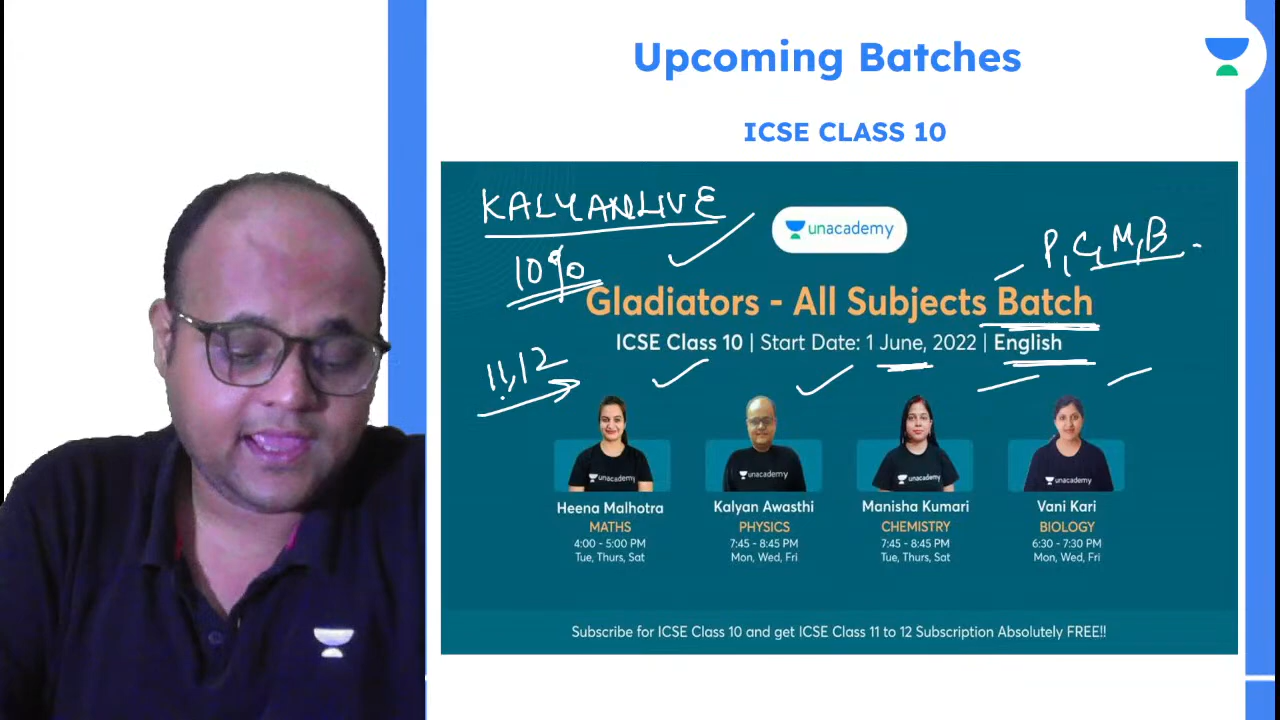 Upcoming Batches
ICSE CLASS 10
KALYANLIVE
unacademy
P, C, M, B
10%
Gladiators - All Subjects Batch
ICSE Class 10 | Start Date: 1 June, 2022 | English
11, 12
unacademy
unacademy
unacademy
unacademy
Heena Malhotra
MATHS
4:00 - 5:00 PM
Tue, Thurs, Sat
Kalyan Awasthi
PHYSICS
7:45 - 8:45 PM
Mon, Wed, Fri
Manisha Kumari
CHEMISTRY
7:45 - 8:45 PM
Tue, Thurs, Sat
Vani Kari
BIOLOGY
6:30 - 7:30 PM
Mon, Wed, Fri
Subscribe for ICSE Class 10 and get ICSE Class 11 to 12 Subscription Absolutely FREE!!